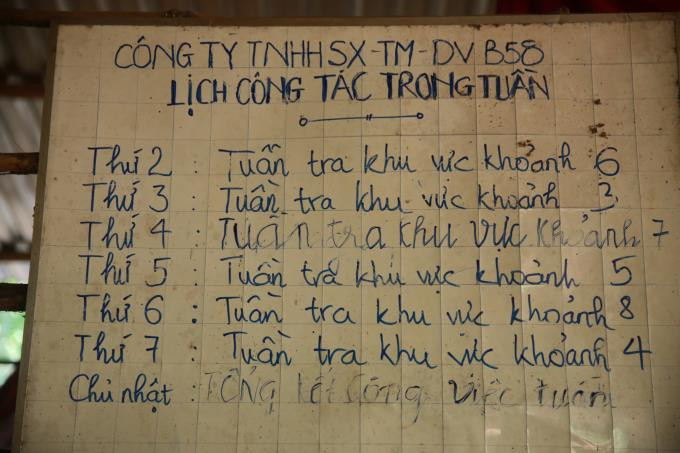 CÔNG TY TNHH SX-TM-DV B58
LỊCH CÔNG TÁC TRONG TUẦN
Thứ 2 : Tuần tra khu vực khoảnh 6
Thứ 3 : Tuần tra khu vực khoảnh 3
Thứ 4 : Tuần tra khu vực khoảnh 7
Thứ 5 : Tuần tra khu vực khoảnh 5
Thứ 6 : Tuần tra khu vực khoảnh 8
Thứ 7 : Tuần tra khu vực khoảnh 4
Chủ nhật : TỔNG kết công việc tuần